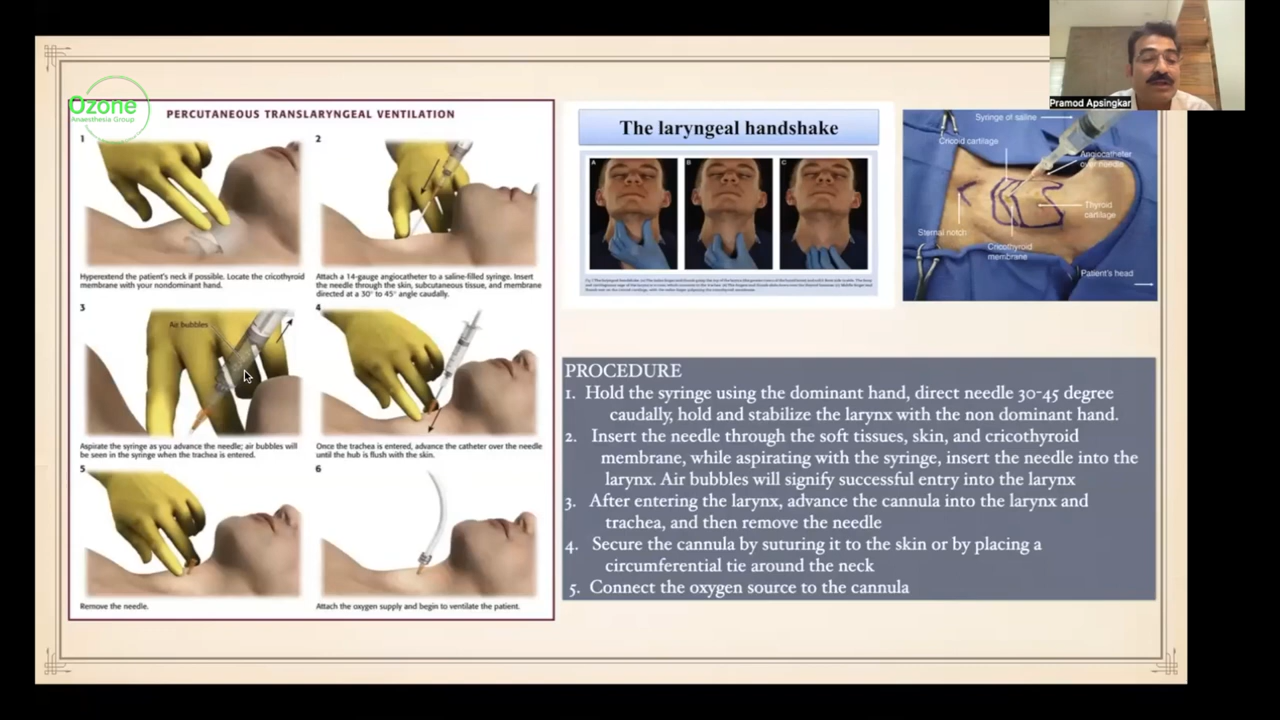 Pramod Apsingkar
Ozone
Anaesthesia Group
PERCUTANEOUS TRANSLARYNGEAL VENTILATION
1
2
Hyperextend the patient's neck if possible. Locate the cricothyroid
membrane with your nondominant hand.
Attach a 14-gauge angiocatheter to a saline-filled syringe. Insert
the needle through the skin, subcutaneous tissue, and membrane
directed at a 30° to 45° angle caudally.
3
Air bubbles
4
Aspirate the syringe as you advance the needle; air bubbles will
be seen in the syringe when the trachea is entered.
Once the trachea is entered, advance the catheter over the needle
until the hub is flush with the skin.
5
6
Remove the needle.
Attach the oxygen supply and begin to ventilate the patient.
The laryngeal handshake
A
B
C
Syringe of saline
Cricoid cartilage
Angiocatheter
over needle
Thyroid
cartilage
Sternal notch
Cricothyroid
membrane
Patient's head
PROCEDURE
1. Hold the syringe using the dominant hand, direct needle 30-45 degree
caudally, hold and stabilize the larynx with the non dominant hand.
2. Insert the needle through the soft tissues, skin, and cricothyroid
membrane, while aspirating with the syringe, insert the needle into the
larynx. Air bubbles will signify successful entry into the larynx
3. After entering the larynx, advance the cannula into the larynx and
trachea, and then remove the needle
4. Secure the cannula by suturing it to the skin or by placing a
circumferential tie around the neck
5. Connect the oxygen source to the cannula